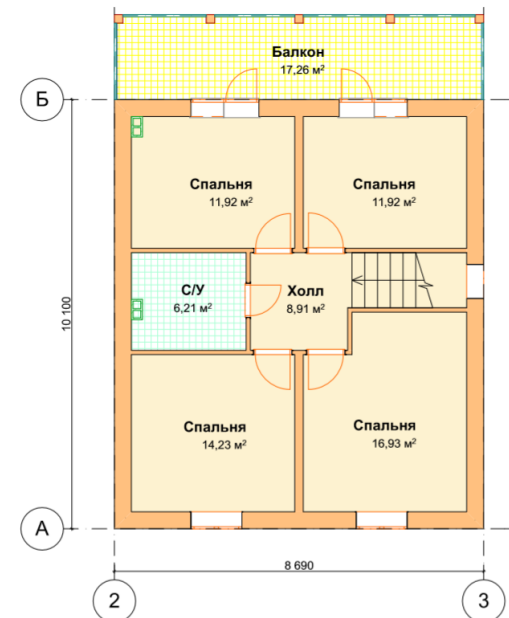 Балкон
17,26 м²
Б
Спальня
11,92 м²
Спальня
11,92 м²
С/У
6,21 м²
Холл
8,91 м²
10 100
Спальня
14,23 м²
Спальня
16,93 м²
А
8 690
2
3